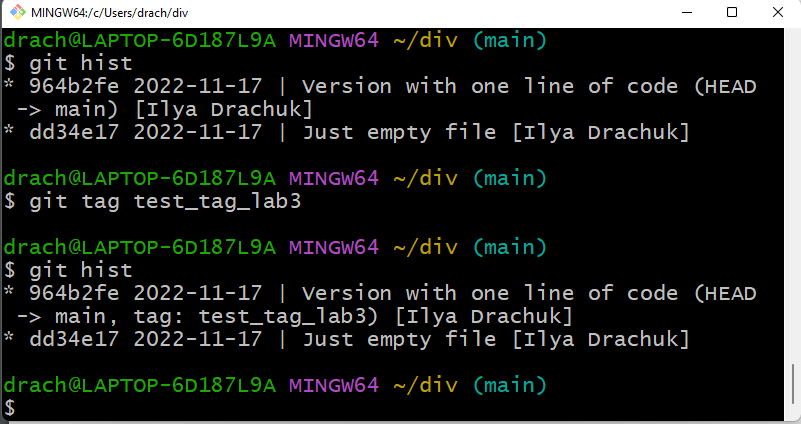 MINGW64:/c/Users/drach/div
drach@LAPTOP-6D187L9A MINGW64 ~/div (main)
$ git hist
* 964b2fe 2022-11-17 | Version with one line of code (HEAD
-> main) [Ilya Drachuk]
* dd34e17 2022-11-17 | Just empty file [Ilya Drachuk]
drach@LAPTOP-6D187L9A MINGW64 ~/div (main)
$ git tag test_tag_lab3
drach@LAPTOP-6D187L9A MINGW64 ~/div (main)
$ git hist
* 964b2fe 2022-11-17 | Version with one line of code (HEAD
-> main, tag: test_tag_lab3) [Ilya Drachuk]
* dd34e17 2022-11-17 | Just empty file [Ilya Drachuk]
drach@LAPTOP-6D187L9A MINGW64 ~/div (main)
$